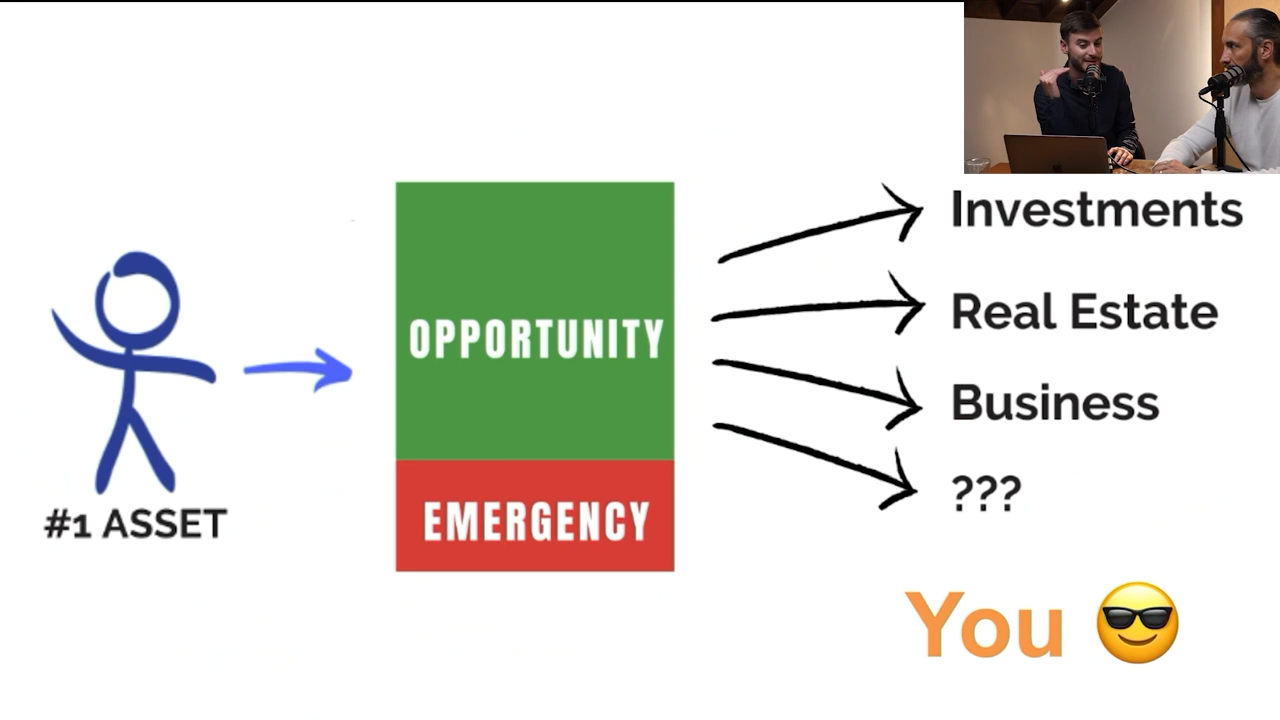 Investments
OPPORTUNITY
Real Estate
Business
#1 ASSET
EMERGENCY
???
You 😎